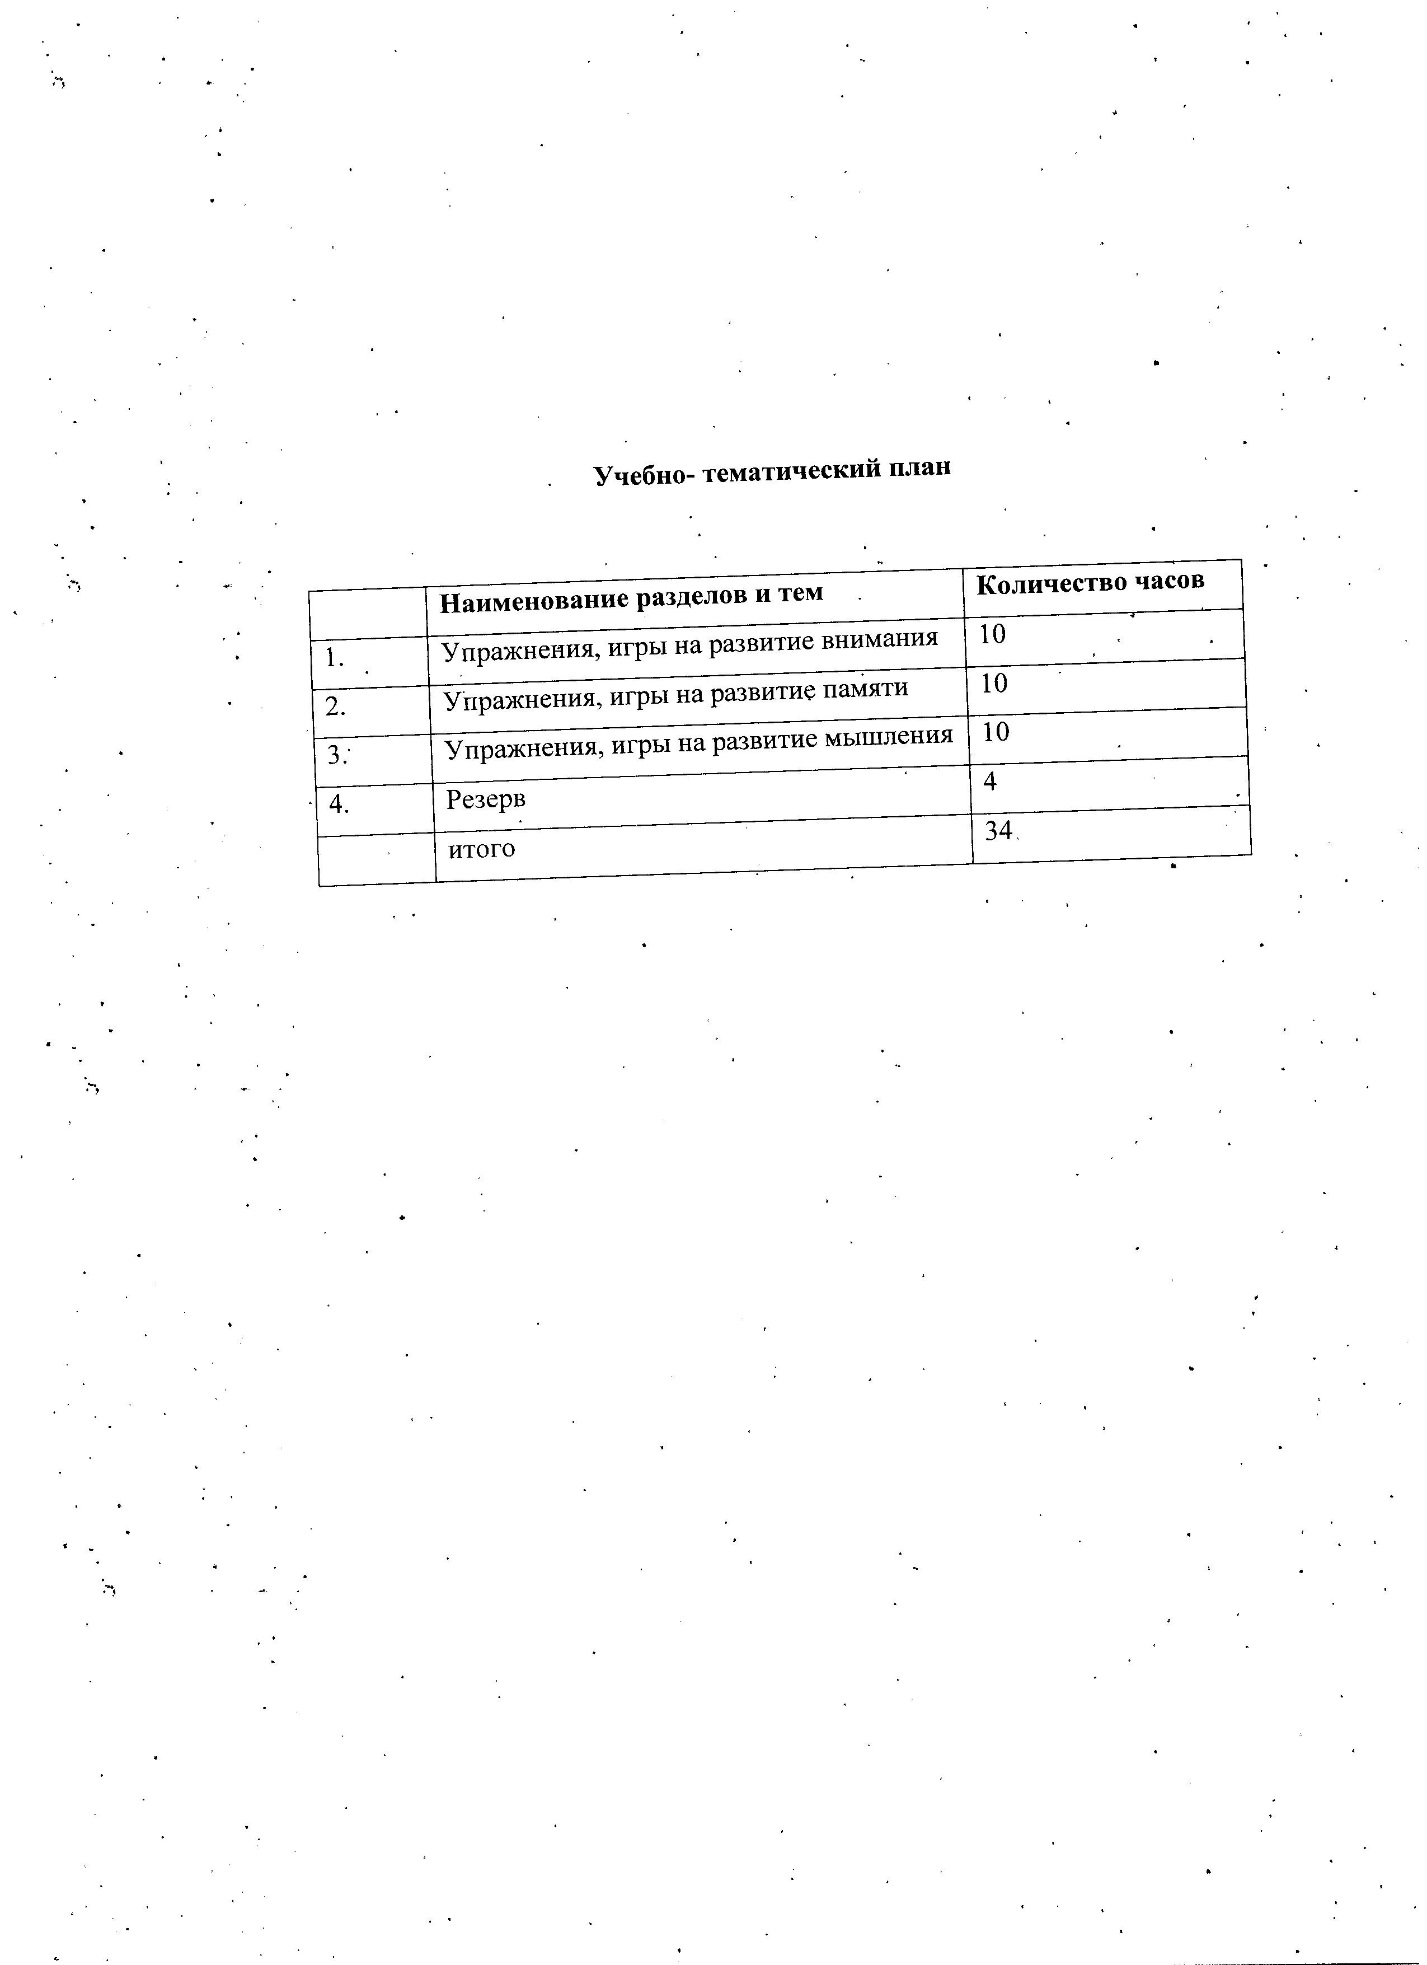 Учебно- тематический план
Наименование разделов и тем Количество часов
1. Упражнения, игры на развитие внимания 10
2. Упражнения, игры на развитие памяти 10
3. Упражнения, игры на развитие мышления 10
4. Резерв 4
итого 34